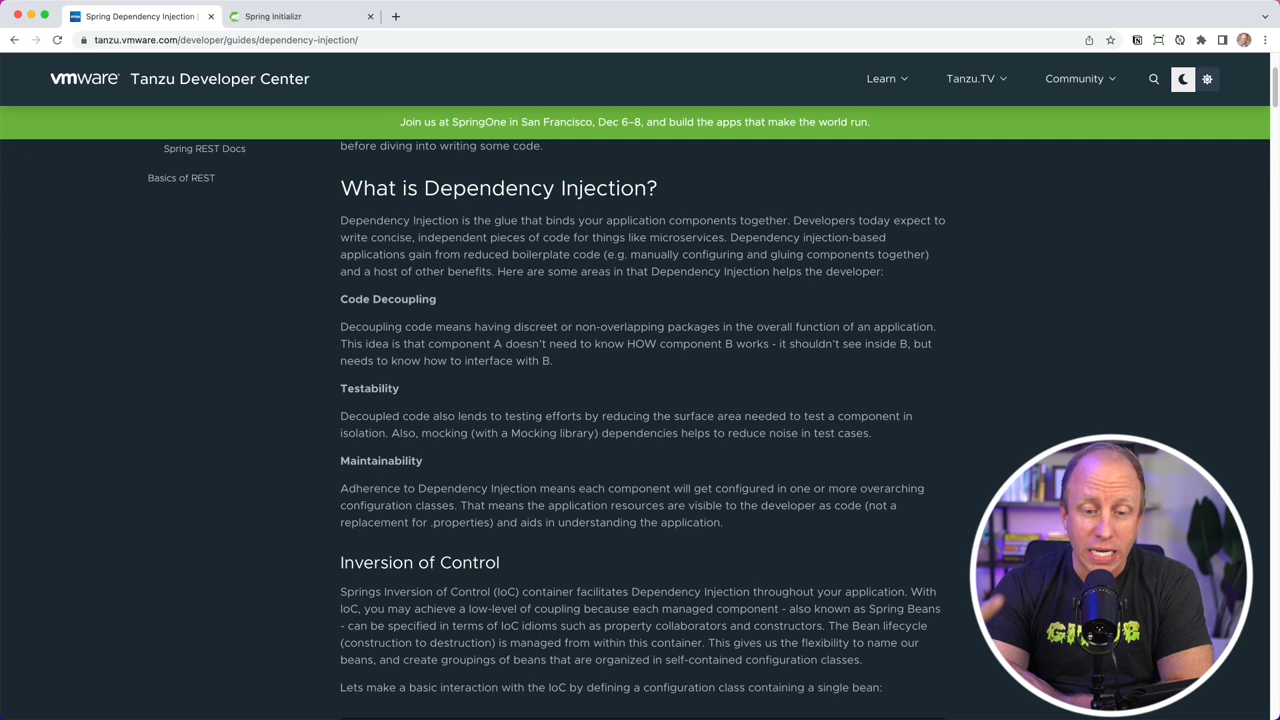 Spring Dependency Injection |
Spring Initializr
tanzu.vmware.com/developer/guides/dependency-injection/
vmware Tanzu Developer Center
Learn
Tanzu.TV
Community
Join us at SpringOne in San Francisco, Dec 6–8, and build the apps that make the world run.
Spring REST Docs
Basics of REST
before diving into writing some code.
What is Dependency Injection?
Dependency Injection is the glue that binds your application components together. Developers today expect to
write concise, independent pieces of code for things like microservices. Dependency injection-based
applications gain from reduced boilerplate code (e.g. manually configuring and gluing components together)
and a host of other benefits. Here are some areas in that Dependency Injection helps the developer:
Code Decoupling
Decoupling code means having discreet or non-overlapping packages in the overall function of an application.
This idea is that component A doesn't need to know HOW component B works - it shouldn't see inside B, but
needs to know how to interface with B.
Testability
Decoupled code also lends to testing efforts by reducing the surface area needed to test a component in
isolation. Also, mocking (with a Mocking library) dependencies helps to reduce noise in test cases.
Maintainability
Adherence to Dependency Injection means each component will get configured in one or more overarching
configuration classes. That means the application resources are visible to the developer as code (not a
replacement for .properties) and aids in understanding the application.
Inversion of Control
Springs Inversion of Control (IoC) container facilitates Dependency Injection throughout your application. With
IoC, you may achieve a low-level of coupling because each managed component - also known as Spring Beans
- can be specified in terms of IoC idioms such as property collaborators and constructors. The Bean lifecycle
(construction to destruction) is managed from within this container. This gives us the flexibility to name our
beans, and create groupings of beans that are organized in self-contained configuration classes.
Lets make a basic interaction with the IoC by defining a configuration class containing a single bean: